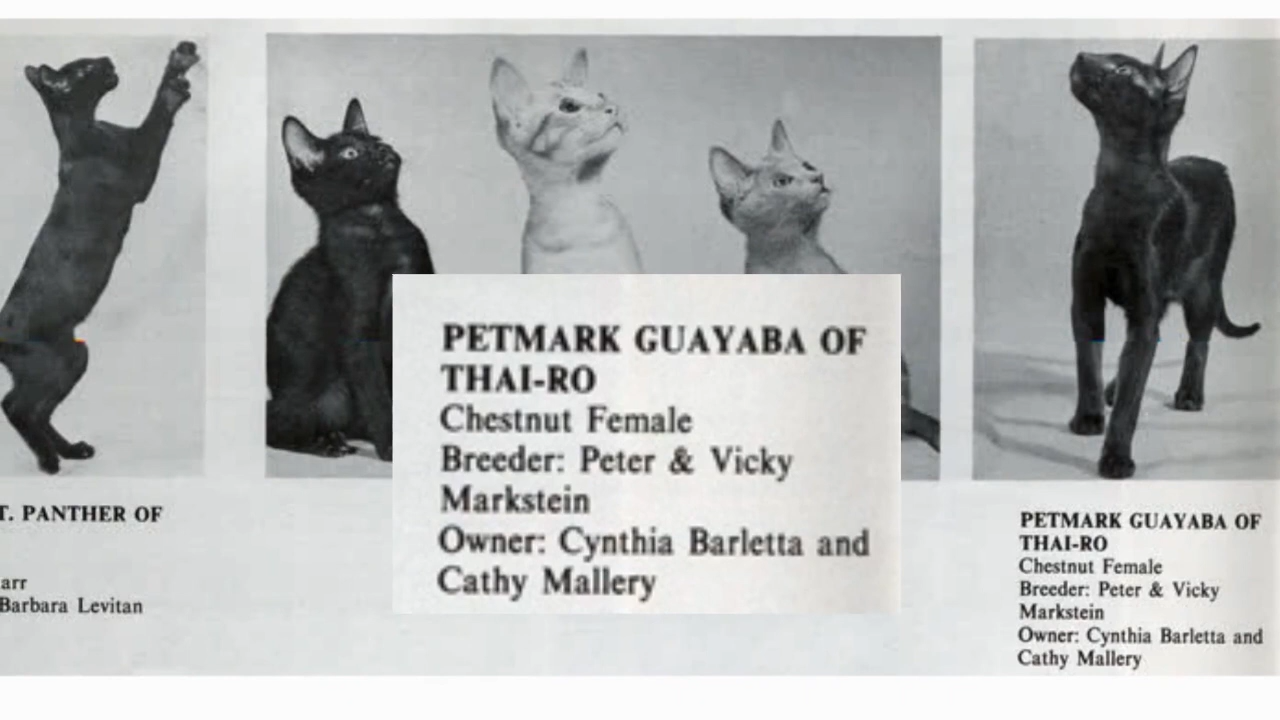 PETMARK GUAYABA OF
THAI-RO
Chestnut Female
Breeder: Peter & Vicky
Markstein
Owner: Cynthia Barletta and
Cathy Mallery
T. PANTHER OF
arr
Barbara Levitan
PETMARK GUAYABA OF
THAI-RO
Chestnut Female
Breeder: Peter & Vicky
Markstein
Owner: Cynthia Barletta and
Cathy Mallery